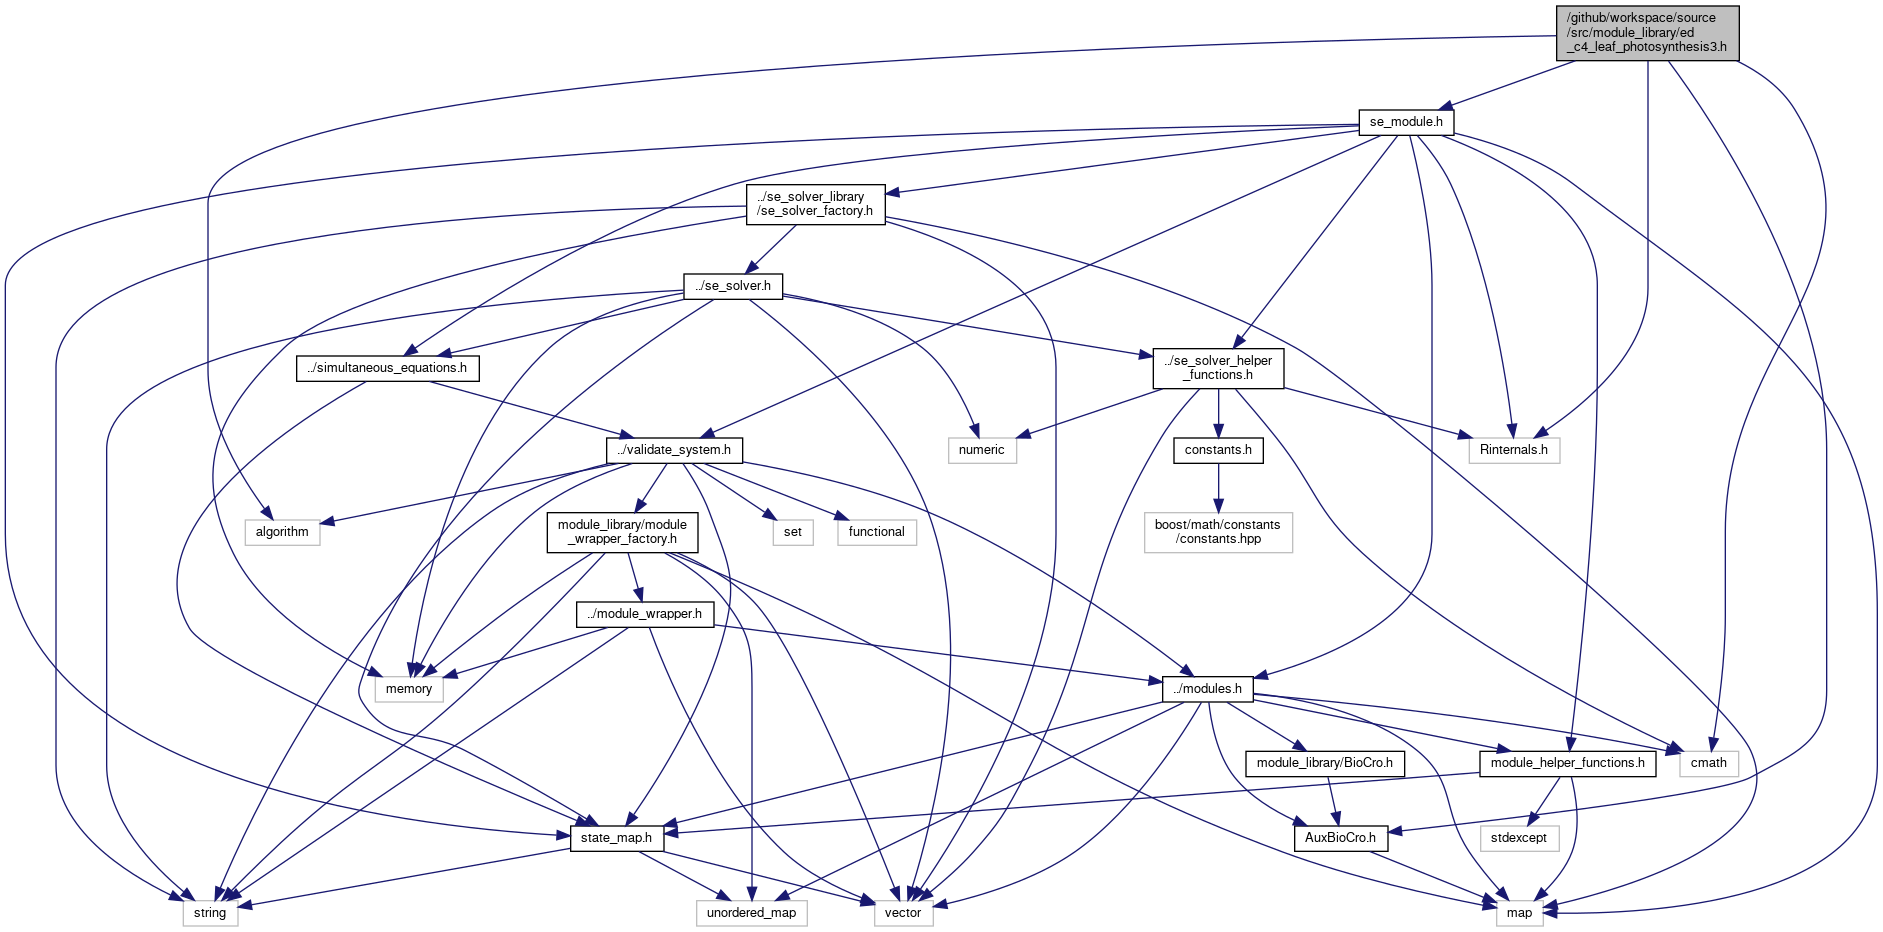 /github/workspace/source
/src/module_library/ed
_c4_leaf_photosynthesis3.h
se_module.h
../se_solver_library
/se_solver_factory.h
../se_solver.h
../simultaneous_equations.h
../se_solver_helper
_functions.h
../validate_system.h
numeric
constants.h
Rinternals.h
algorithm
module_library/module
_wrapper_factory.h
set
functional
boost/math/constants
/constants.hpp
../module_wrapper.h
memory
../modules.h
module_library/BioCro.h
module_helper_functions.h
cmath
state_map.h
AuxBioCro.h
stdexcept
string
unordered_map
vector
map